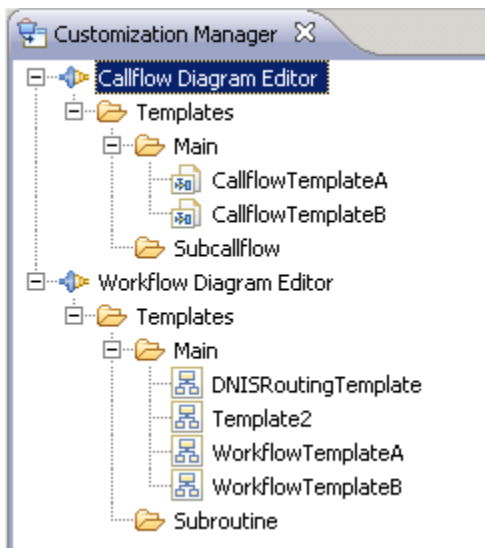 Customization Manager
Callflow Diagram Editor
Templates
Main
CallflowTemplateA
CallflowTemplateB
Subcallflow
Workflow Diagram Editor
Templates
Main
DNISRoutingTemplate
Template2
WorkflowTemplateA
WorkflowTemplateB
Subroutine